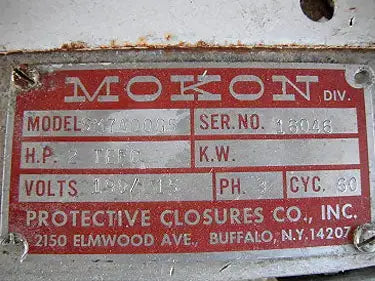 MOKON DIV.
MODEL SER.NO. 16046
H.P. 2 TEFC K.W.
VOLTS PH. 3 CYC. 60
PROTECTIVE CLOSURES CO., INC.
2150 ELMWOOD AVE., BUFFALO, N.Y. 14207